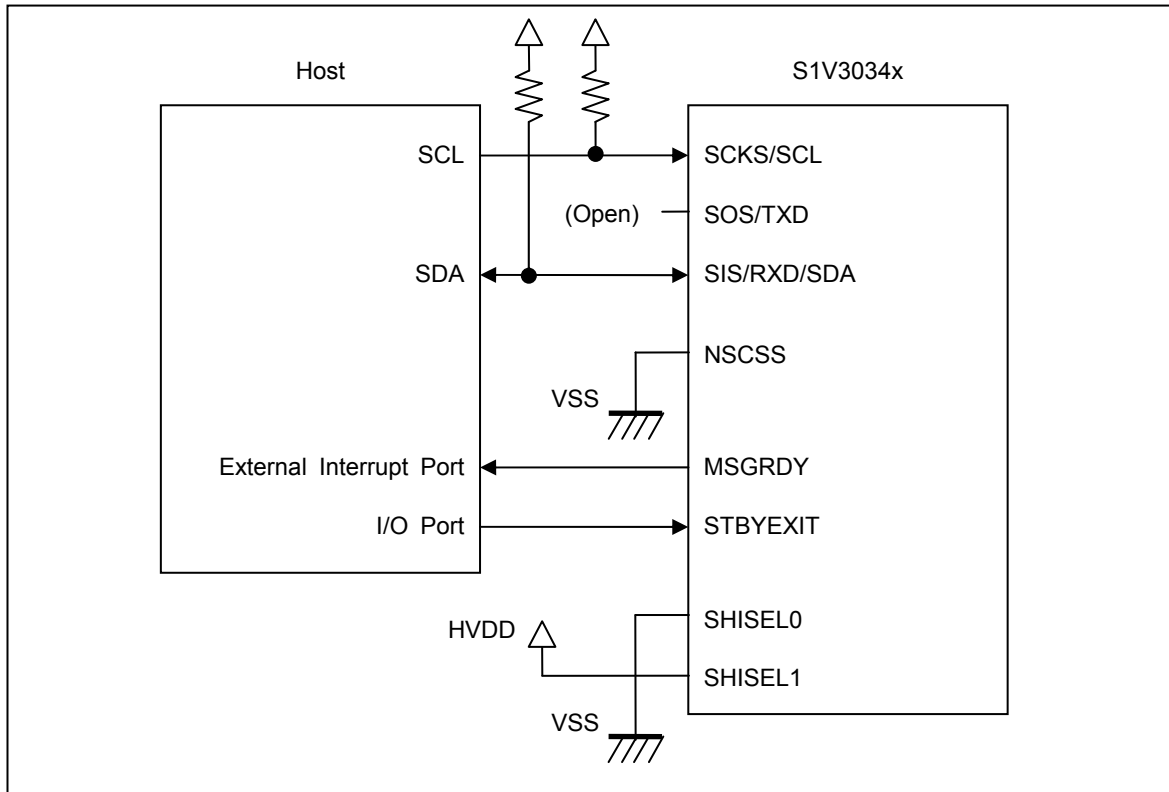 Host
S1V3034x
SCL
SCKS/SCL
(Open)
SOS/TXD
SDA
SIS/RXD/SDA
NSCSS
VSS
External Interrupt Port
MSGRDY
I/O Port
STBYEXIT
SHISEL0
HVDD
SHISEL1
VSS